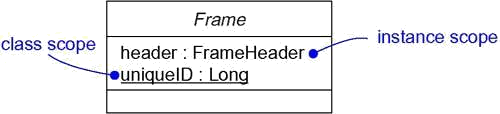 Frame
class scope
header : FrameHeader
instance scope
uniqueID : Long